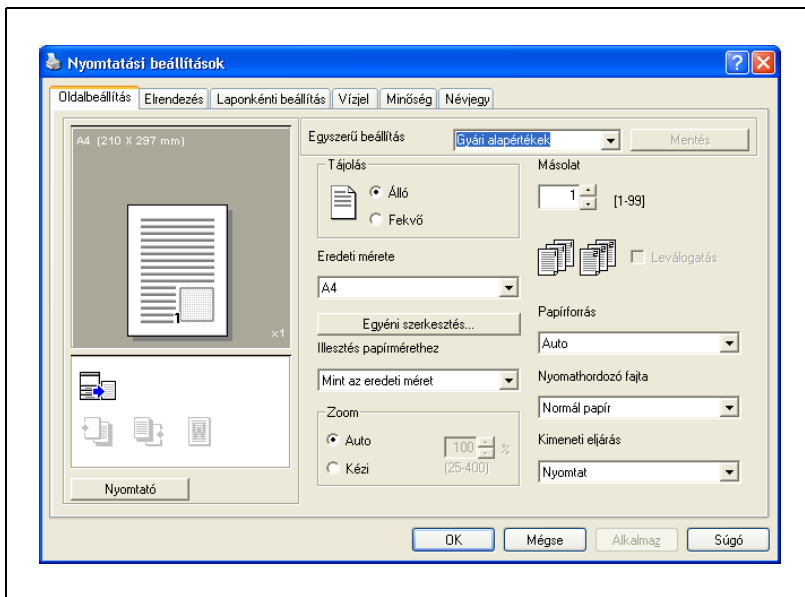 Nyomtatási beállítások
Oldalbeállítás Elrendezés Laponkénti beállítás Vízjel Minőség Névjegy
A4 (210 X 297 mm)
1
x1
Nyomtató
Egyszerű beállítás Gyári alapértékek Mentés
Tájolás
Álló
Fekvő
Eredeti mérete
A4
Egyéni szerkesztés...
Illesztés papírmérethez
Mint az eredeti méret
Zoom
Auto 100 %
Kézi (25-400)
Másolat
1 [1-99]
Leválogatás
Papírforrás
Auto
Nyomathordozó fajta
Normál papír
Kimeneti eljárás
Nyomtat
OK Mégse Alkalmaz Súgó